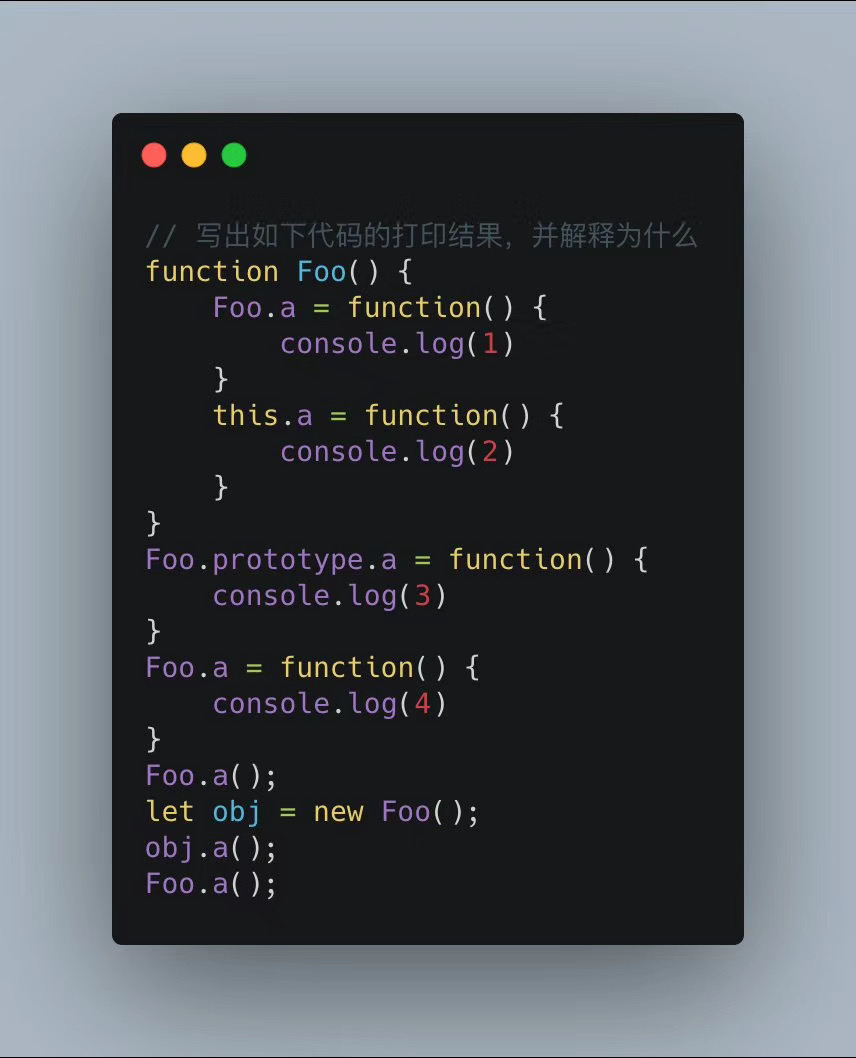 // 写出如下代码的打印结果，并解释为什么
function Foo() {
    Foo.a = function() {
        console.log(1)
    }
    this.a = function() {
        console.log(2)
    }
}
Foo.prototype.a = function() {
    console.log(3)
}
Foo.a = function() {
    console.log(4)
}
Foo.a();
let obj = new Foo();
obj.a();
Foo.a();